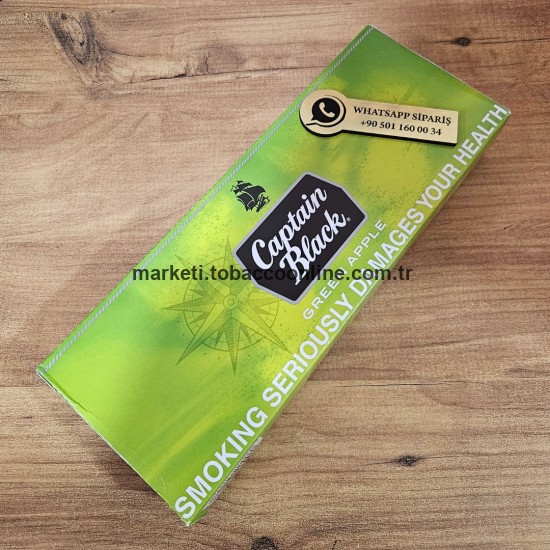 WHATSAPP SİPARİŞ
+90 501 160 00 34
Captain
Black
GREEN APPLE
marketi.tobaccoonline.com.tr
SMOKING SERIOUSLY DAMAGES YOUR HEALTH